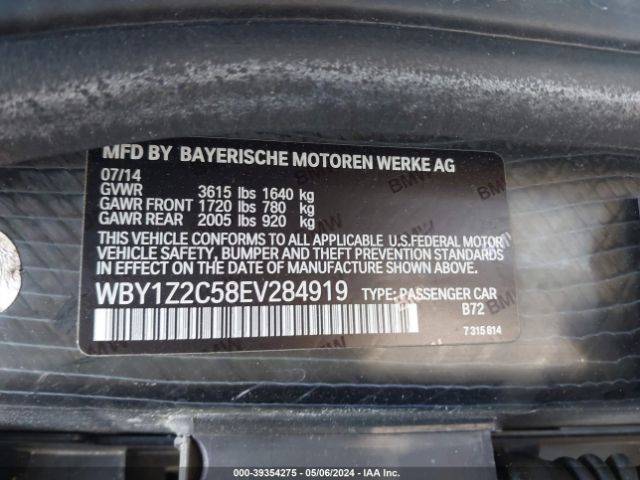 MFD BY BAYERISCHE MOTOREN WERKE AG
07/14
GVWR 3615 lbs 1640 kg
GAWR FRONT 1720 lbs 780 kg
GAWR REAR 2005 lbs 920 kg
THIS VEHICLE CONFORMS TO ALL APPLICABLE U.S.FEDERAL MOTOR
VEHICLE SAFETY, BUMPER AND THEFT PREVENTION STANDARDS
IN EFFECT ON THE DATE OF MANUFACTURE SHOWN ABOVE.
WBY1Z2C58EV284919 TYPE: PASSENGER CAR
B72
7 315 814
000-39354275 - 05/06/2024 - IAA Inc.